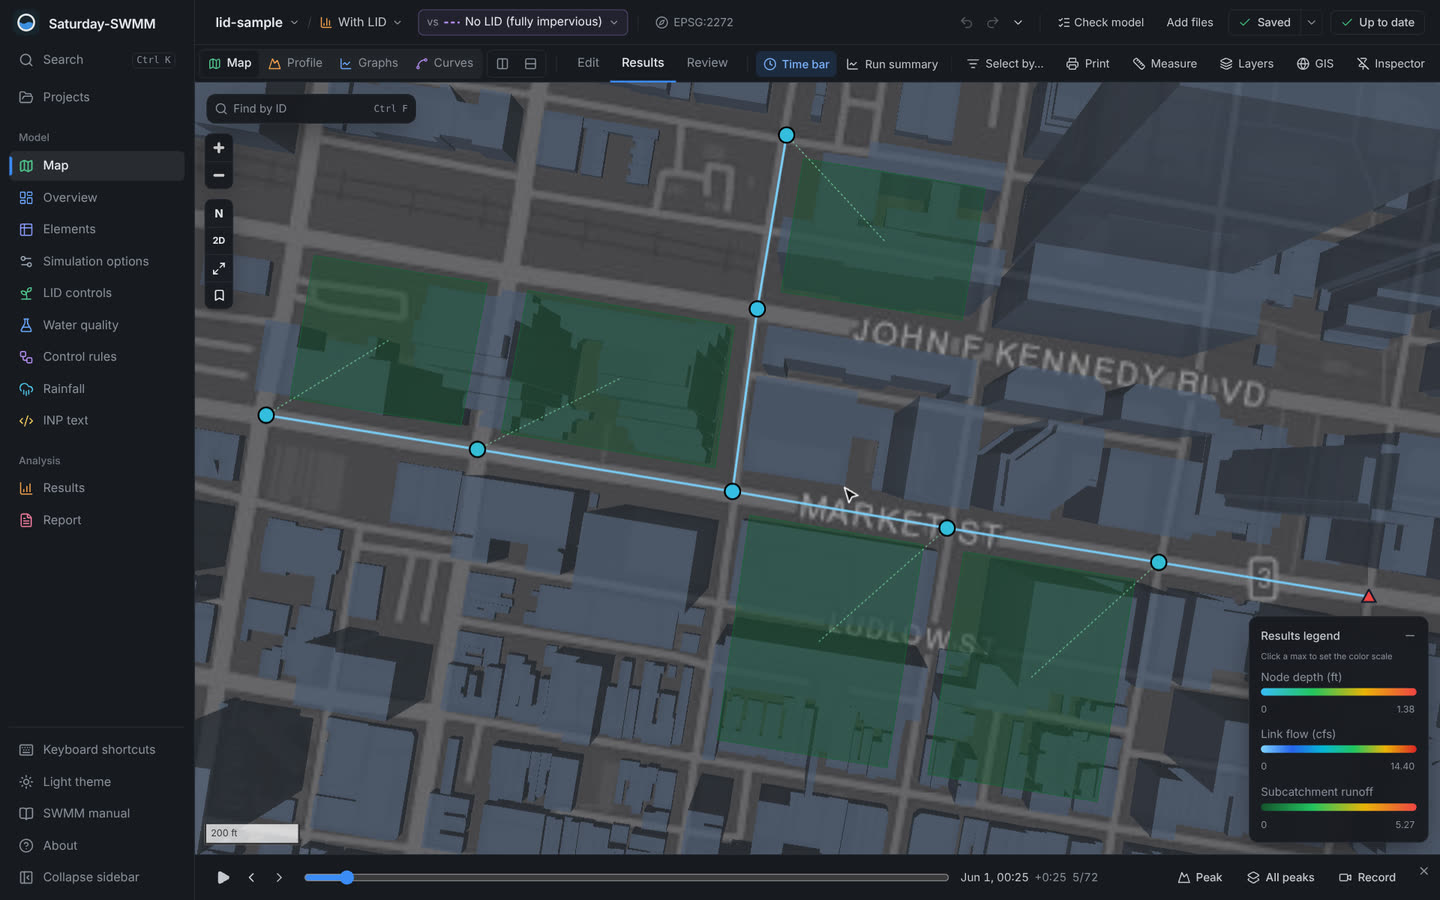 Saturday-SWMM
lid-sample / With LID vs No LID (fully impervious) EPSG:2272 Check model Add files Saved Up to date
Search Ctrl K
Map Profile Graphs Curves Edit Results Review Time bar Run summary Select by... Print Measure Layers GIS Inspector
Projects
Find by ID Ctrl F
Model
Map
Overview
Elements
Simulation options
LID controls
Water quality
Control rules
Rainfall
INP text
Analysis
Results
Report
+
−
N
2D
JOHN F KENNEDY BLVD
MARKET ST
3
LUDLOW ST
Results legend
Click a max to set the color scale
Node depth (ft)
0 1.38
Link flow (cfs)
0 14.40
Subcatchment runoff
0 5.27
Keyboard shortcuts
Light theme
SWMM manual
About
Collapse sidebar
200 ft
Jun 1, 00:25 +0:25 5/72 Peak All peaks Record